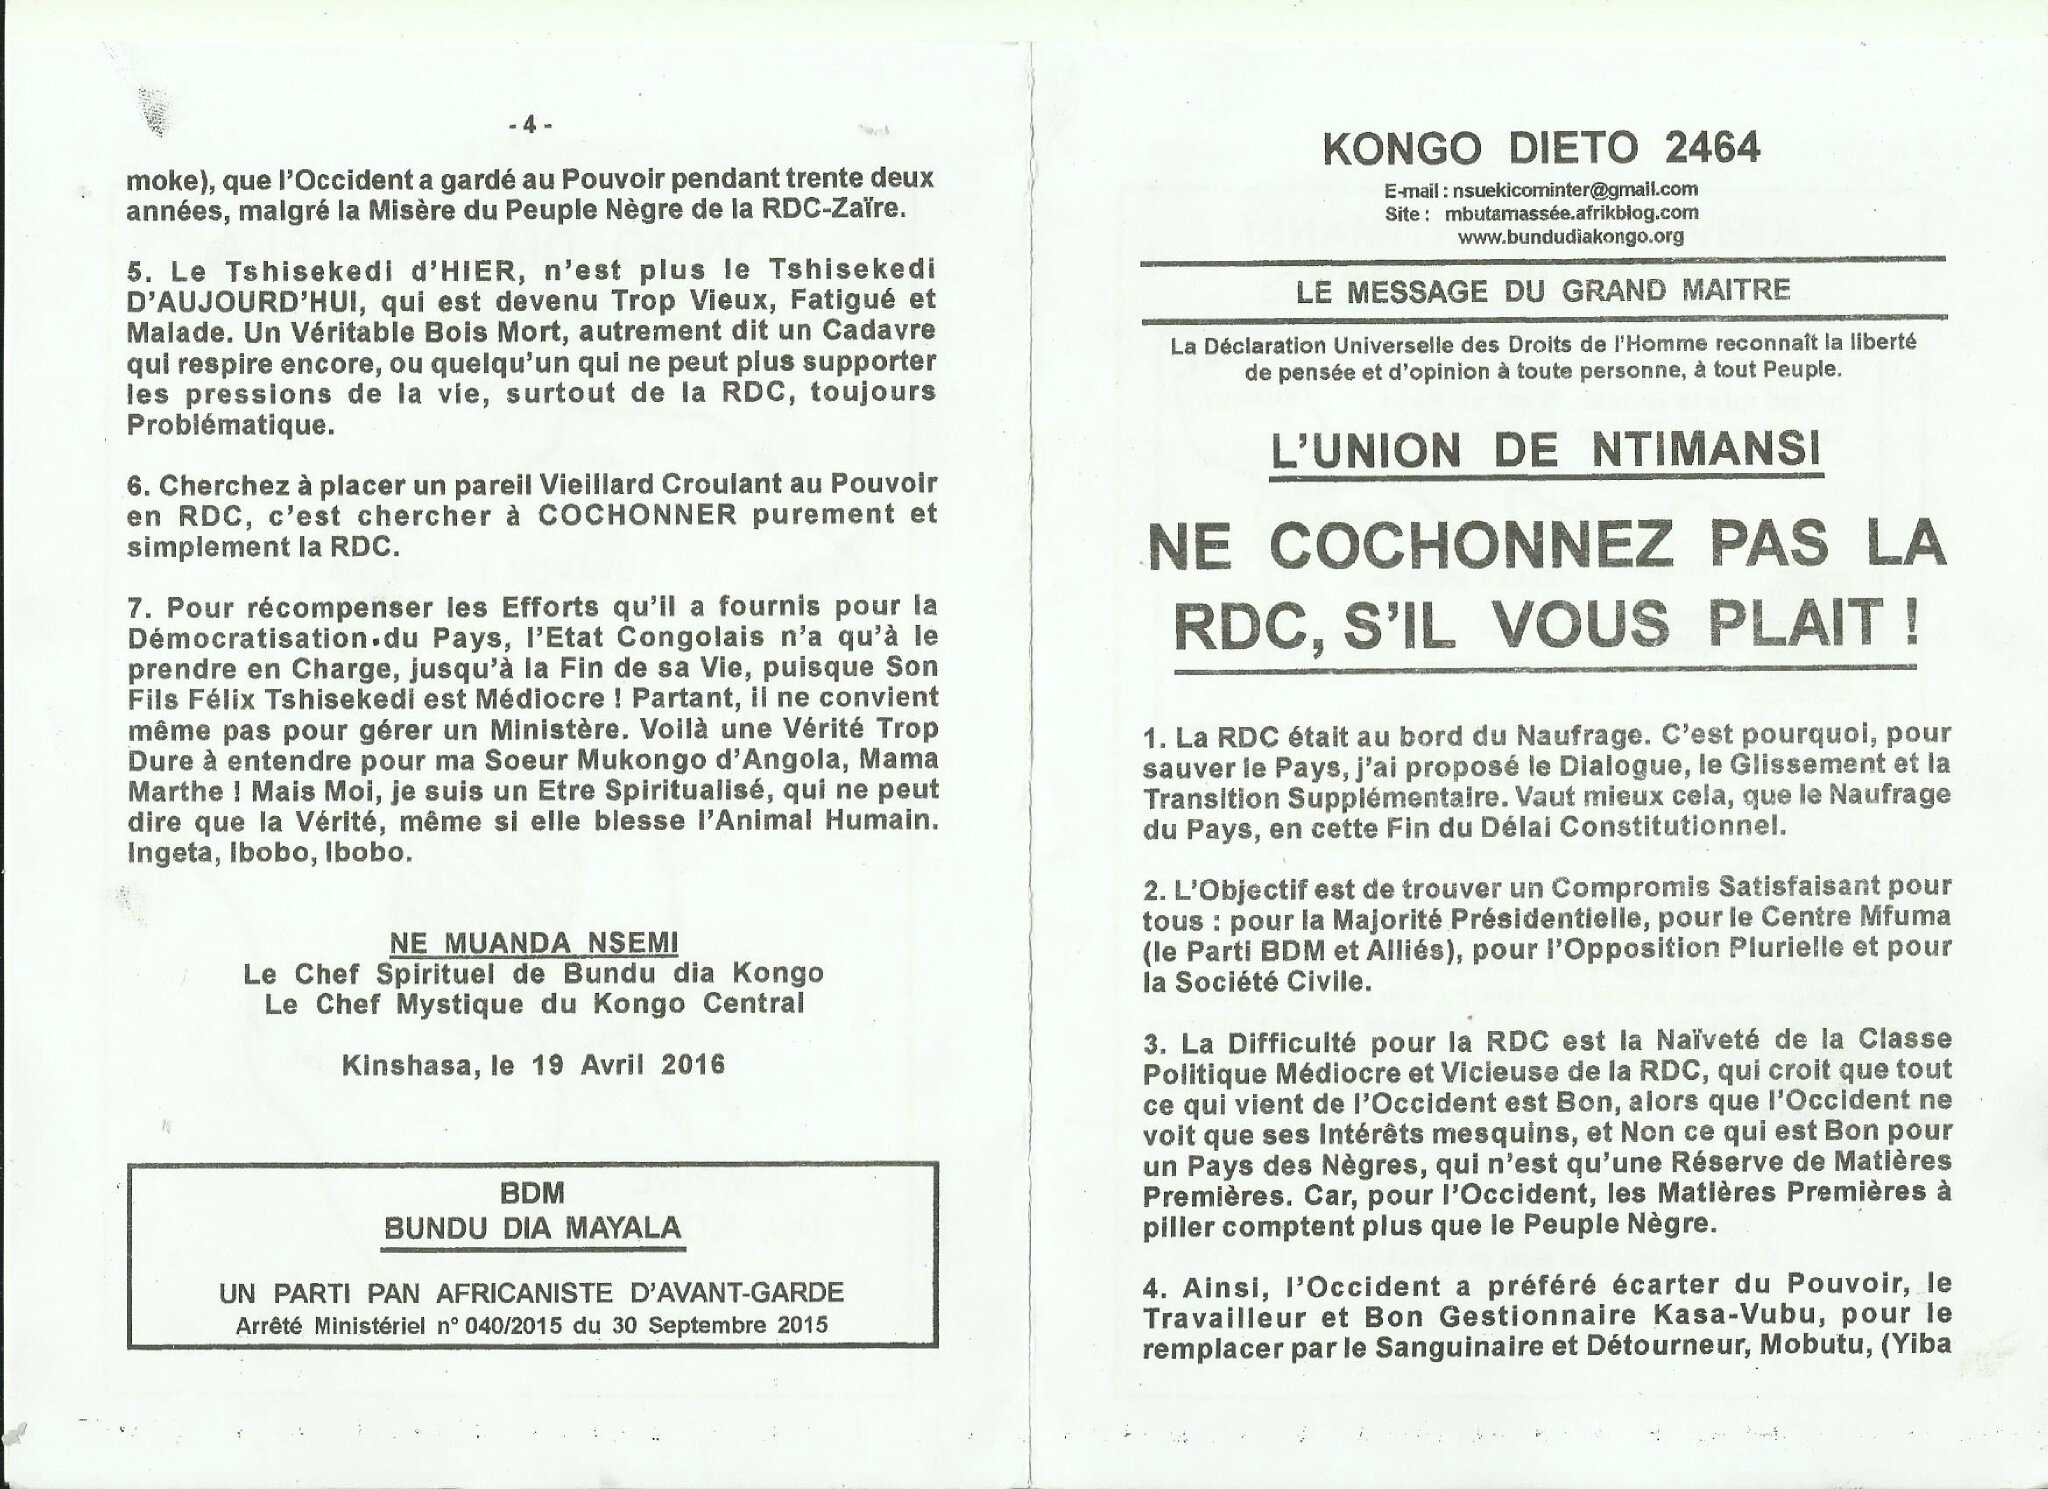 - 4 -
moke), que l'Occident a gardé au Pouvoir pendant trente deux
années, malgré la Misère du Peuple Nègre de la RDC-Zaïre.
5. Le Tshisekedi d'HIER, n'est plus le Tshisekedi
D'AUJOURD'HUI, qui est devenu Trop Vieux, Fatigué et
Malade. Un Véritable Bois Mort, autrement dit un Cadavre
qui respire encore, ou quelqu'un qui ne peut plus supporter
les pressions de la vie, surtout de la RDC, toujours
Problématique.
6. Cherchez à placer un pareil Vieillard Croulant au Pouvoir
en RDC, c'est chercher à COCHONNER purement et
simplement la RDC.
7. Pour récompenser les Efforts qu'il a fournis pour la
Démocratisation du Pays, l'Etat Congolais n'a qu'à le
prendre en Charge, jusqu'à la Fin de sa Vie, puisque Son
Fils Félix Tshisekedi est Médiocre ! Partant, il ne convient
même pas pour gérer un Ministère. Voilà une Vérité Trop
Dure à entendre pour ma Soeur Mukongo d'Angola, Mama
Marthe ! Mais Moi, je suis un Etre Spiritualisé, qui ne peut
dire que la Vérité, même si elle blesse l'Animal Humain.
Ingeta, Ibobo, Ibobo.
NE MUANDA NSEMI
Le Chef Spirituel de Bundu dia Kongo
Le Chef Mystique du Kongo Central
Kinshasa, le 19 Avril 2016
BDM
BUNDU DIA MAYALA
UN PARTI PAN AFRICANISTE D'AVANT-GARDE
Arrêté Ministériel n° 040/2015 du 30 Septembre 2015
KONGO DIETO 2464
E-mail : nsuekicominter@gmail.com
Site : mbutamassée.afrikblog.com
www.bundudiakongo.org
LE MESSAGE DU GRAND MAITRE
La Déclaration Universelle des Droits de l'Homme reconnaît la liberté
de pensée et d'opinion à toute personne, à tout Peuple.
L'UNION DE NTIMANSI
NE COCHONNEZ PAS LA
RDC, S'IL VOUS PLAIT !
1. La RDC était au bord du Naufrage. C'est pourquoi, pour
sauver le Pays, j'ai proposé le Dialogue, le Glissement et la
Transition Supplémentaire. Vaut mieux cela, que le Naufrage
du Pays, en cette Fin du Délai Constitutionnel.
2. L'Objectif est de trouver un Compromis Satisfaisant pour
tous : pour la Majorité Présidentielle, pour le Centre Mfuma
(le Parti BDM et Alliés), pour l'Opposition Plurielle et pour
la Société Civile.
3. La Difficulté pour la RDC est la Naïveté de la Classe
Politique Médiocre et Vicieuse de la RDC, qui croit que tout
ce qui vient de l'Occident est Bon, alors que l'Occident ne
voit que ses Intérêts mesquins, et Non ce qui est Bon pour
un Pays des Nègres, qui n'est qu'une Réserve de Matières
Premières. Car, pour l'Occident, les Matières Premières à
piller comptent plus que le Peuple Nègre.
4. Ainsi, l'Occident a préféré écarter du Pouvoir, le
Travailleur et Bon Gestionnaire Kasa-Vubu, pour le
remplacer par le Sanguinaire et Détourneur, Mobutu, (Yiba